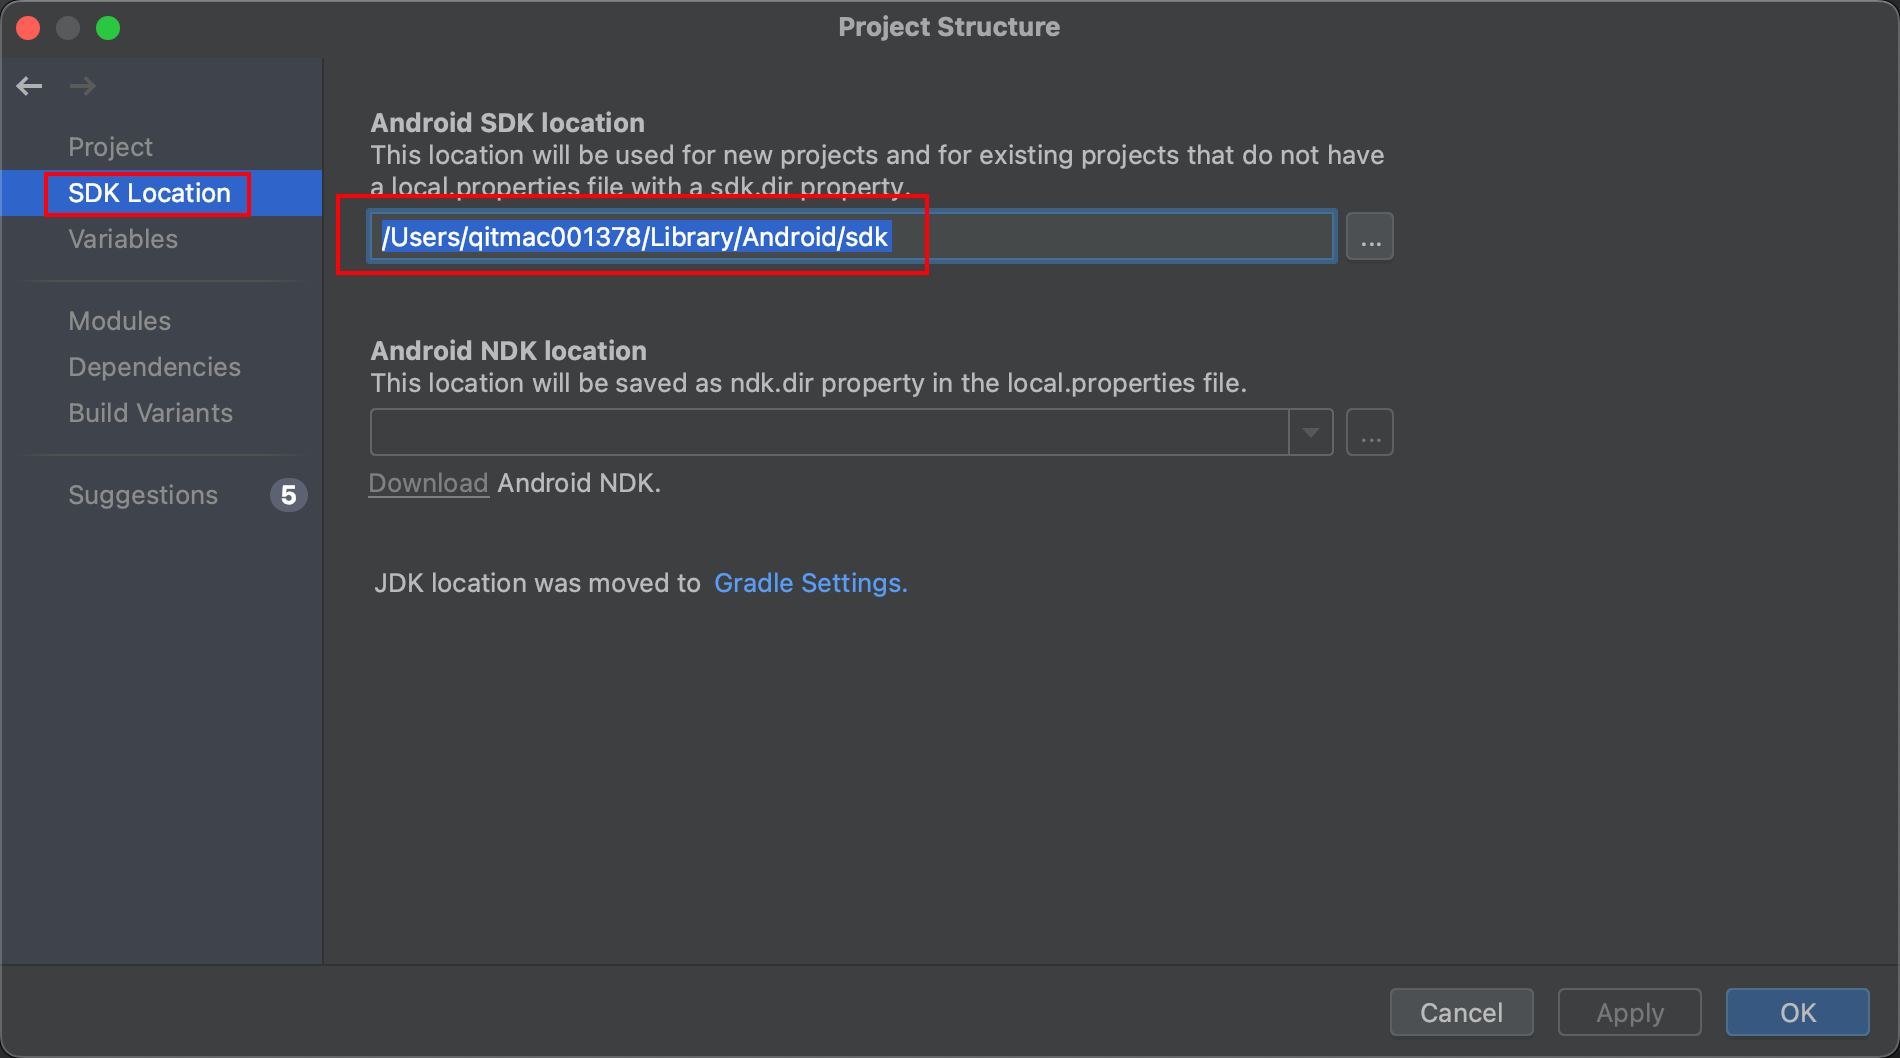 Project Structure
Project
SDK Location
Variables
Modules
Dependencies
Build Variants
Suggestions 5
Android SDK location
This location will be used for new projects and for existing projects that do not have
a local.properties file with a sdk.dir property.
/Users/qitmac001378/Library/Android/sdk
...
Android NDK location
This location will be saved as ndk.dir property in the local.properties file.
...
Download Android NDK.
JDK location was moved to Gradle Settings.
Cancel
Apply
OK